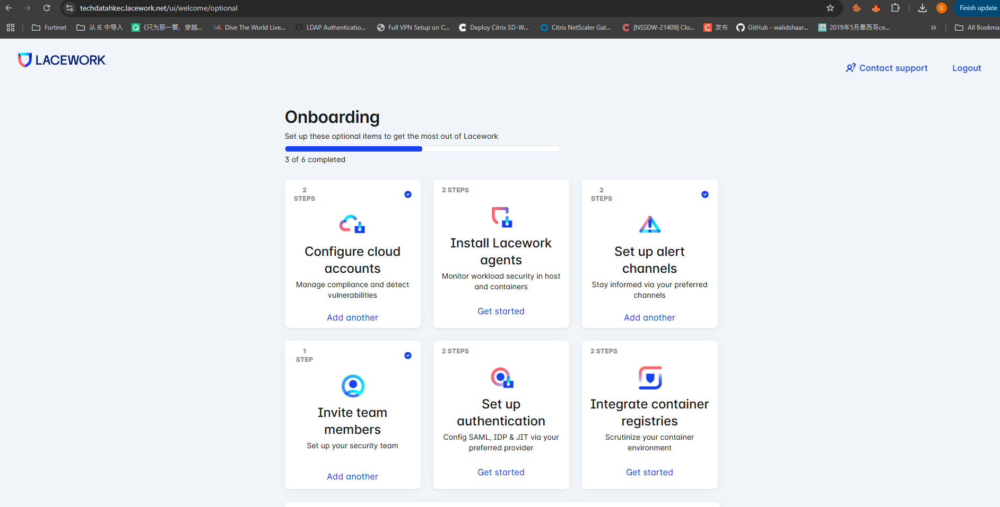 techdatahkec.lacework.net/ui/welcome/optional
G
Finish update
Fortinet
从 IE 中导入
《只为那一瞥，穿越...
Dive The World Live...
CS LDAP Authenticatio...
Full VPN Setup on C...
Deploy Citrix SD-W...
Citrix NetScaler Gat...
[NSSDW-21409] Clo...
C 发布
GitHub - walidshaar...
2019年5月墨西哥ce...
»
All Bookma
LACEWORK
Contact support
Logout
Onboarding
Set up these optional items to get the most out of Lacework
3 of 6 completed
2
STEPS
Configure cloud
accounts
Manage compliance and detect
vulnerabilities
Add another
2 STEPS
Install Lacework
agents
Monitor workload security in host
and containers
Get started
2
STEPS
Set up alert
channels
Stay informed via your preferred
channels
Add another
1
STEP
Invite team
members
Set up your security team
Add another
2 STEPS
Set up
authentication
Config SAML, IDP & JIT via your
preferred provider
Get started
2 STEPS
Integrate container
registries
Scrutinize your container
environment
Get started